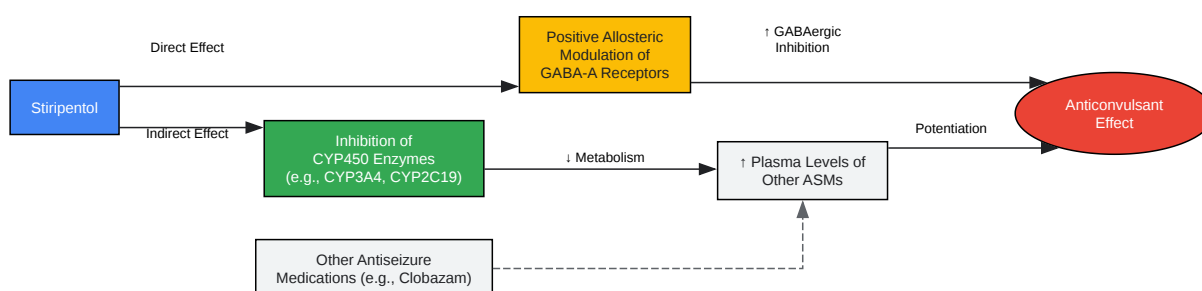 Direct Effect
Positive Allosteric
Modulation of
GABA-A Receptors
↑ GABAergic
Inhibition
Stiripentol
Anticonvulsant
Effect
Indirect Effect
Inhibition of
CYP450 Enzymes
(e.g., CYP3A4, CYP2C19)
↓ Metabolism
↑ Plasma Levels of
Other ASMs
Potentiation
Other Antiseizure
Medications (e.g., Clobazam)